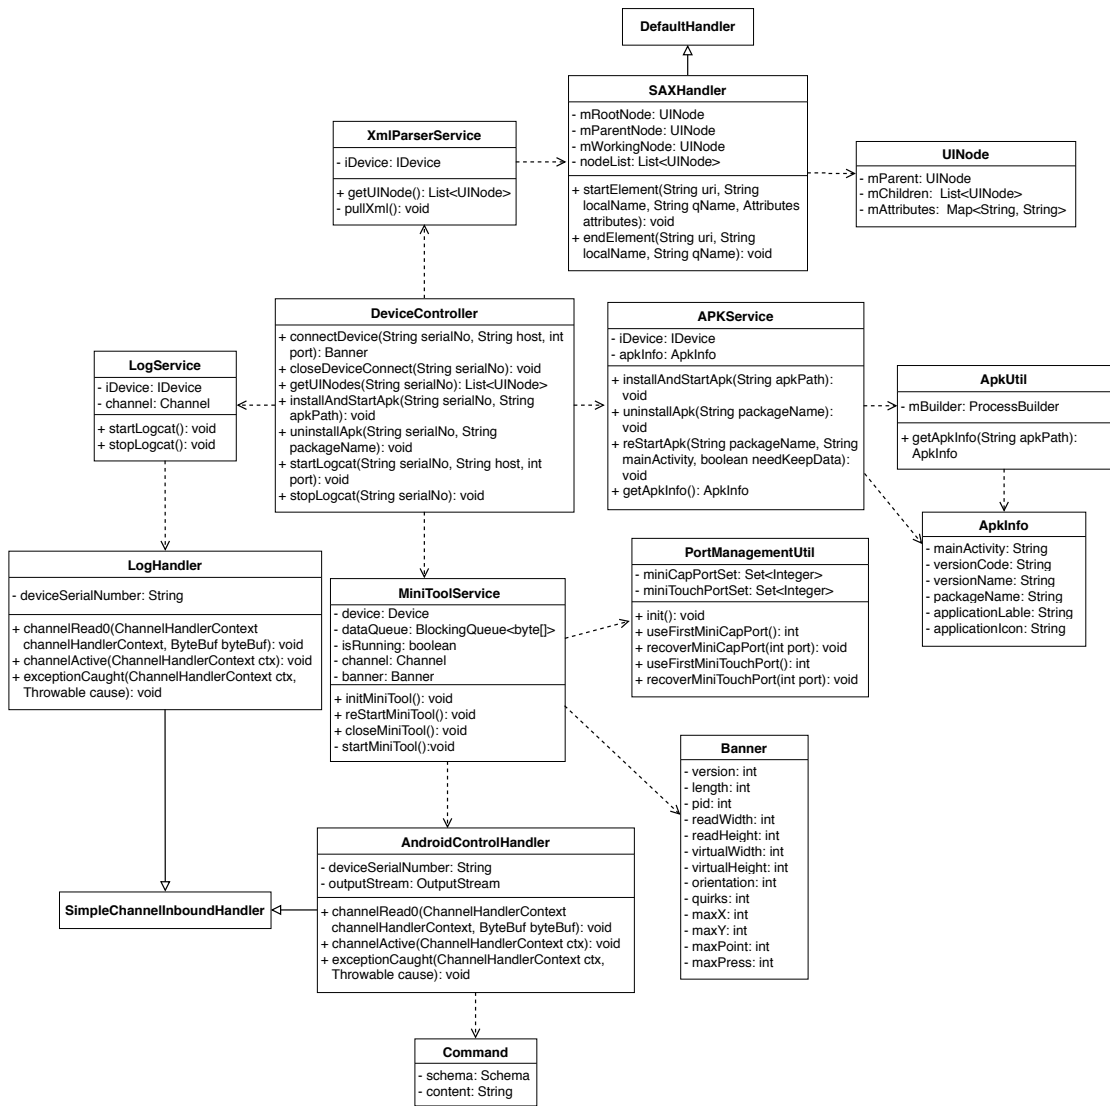 DefaultHandler
SAXHandler
- mRootNode: UINode
- mParentNode: UINode
- mWorkingNode: UINode
- nodeList: List<UINode>
+ startElement(String uri, String
localName, String qName, Attributes
attributes): void
+ endElement(String uri, String
localName, String qName): void
XmlParserService
- iDevice: IDevice
+ getUINode(): List<UINode>
- pullXml(): void
UINode
- mParent: UINode
- mChildren: List<UINode>
- mAttributes: Map<String, String>
DeviceController
+ connectDevice(String serialNo, String host, int
port): Banner
+ closeDeviceConnect(String serialNo): void
+ getUINodes(String serialNo): List<UINode>
+ installAndStartApk(String serialNo, String
apkPath): void
+ uninstallApk(String serialNo, String
packageName): void
+ startLogcat(String serialNo, String host, int
port): void
+ stopLogcat(String serialNo): void
APKService
- iDevice: IDevice
- apkInfo: ApkInfo
+ installAndStartApk(String apkPath):
void
+ uninstallApk(String packageName):
void
+ reStartApk(String packageName, String
mainActivity, boolean needKeepData):
void
+ getApkInfo(): ApkInfo
LogService
- iDevice: IDevice
- channel: Channel
+ startLogcat(): void
+ stopLogcat(): void
ApkUtil
- mBuilder: ProcessBuilder
+ getApkInfo(String apkPath):
ApkInfo
ApkInfo
- mainActivity: String
- versionCode: String
- versionName: String
- packageName: String
- applicationLable: String
- applicationIcon: String
LogHandler
- deviceSerialNumber: String
+ channelRead0(ChannelHandlerContext
channelHandlerContext, ByteBuf byteBuf): void
+ channelActive(ChannelHandlerContext ctx): void
+ exceptionCaught(ChannelHandlerContext ctx,
Throwable cause): void
MiniToolService
- device: Device
- dataQueue: BlockingQueue<byte[]>
- isRunning: boolean
- channel: Channel
- banner: Banner
+ initMiniTool(): void
+ reStartMiniTool(): void
+ closeMiniTool(): void
- startMiniTool():void
PortManagementUtil
- miniCapPortSet: Set<Integer>
- miniTouchPortSet: Set<Integer>
+ init(): void
+ useFirstMiniCapPort(): int
+ recoverMiniCapPort(int port): void
+ useFirstMiniTouchPort(): int
+ recoverMiniTouchPort(int port): void
Banner
- version: int
- length: int
- pid: int
- readWidth: int
- readHeight: int
- virtualWidth: int
- virtualHeight: int
- orientation: int
- quirks: int
- maxX: int
- maxY: int
- maxPoint: int
- maxPress: int
AndroidControlHandler
- deviceSerialNumber: String
- outputStream: OutputStream
+ channelRead0(ChannelHandlerContext
channelHandlerContext, ByteBuf byteBuf): void
+ channelActive(ChannelHandlerContext ctx): void
+ exceptionCaught(ChannelHandlerContext ctx,
Throwable cause): void
SimpleChannelInboundHandler
Command
- schema: Schema
- content: String